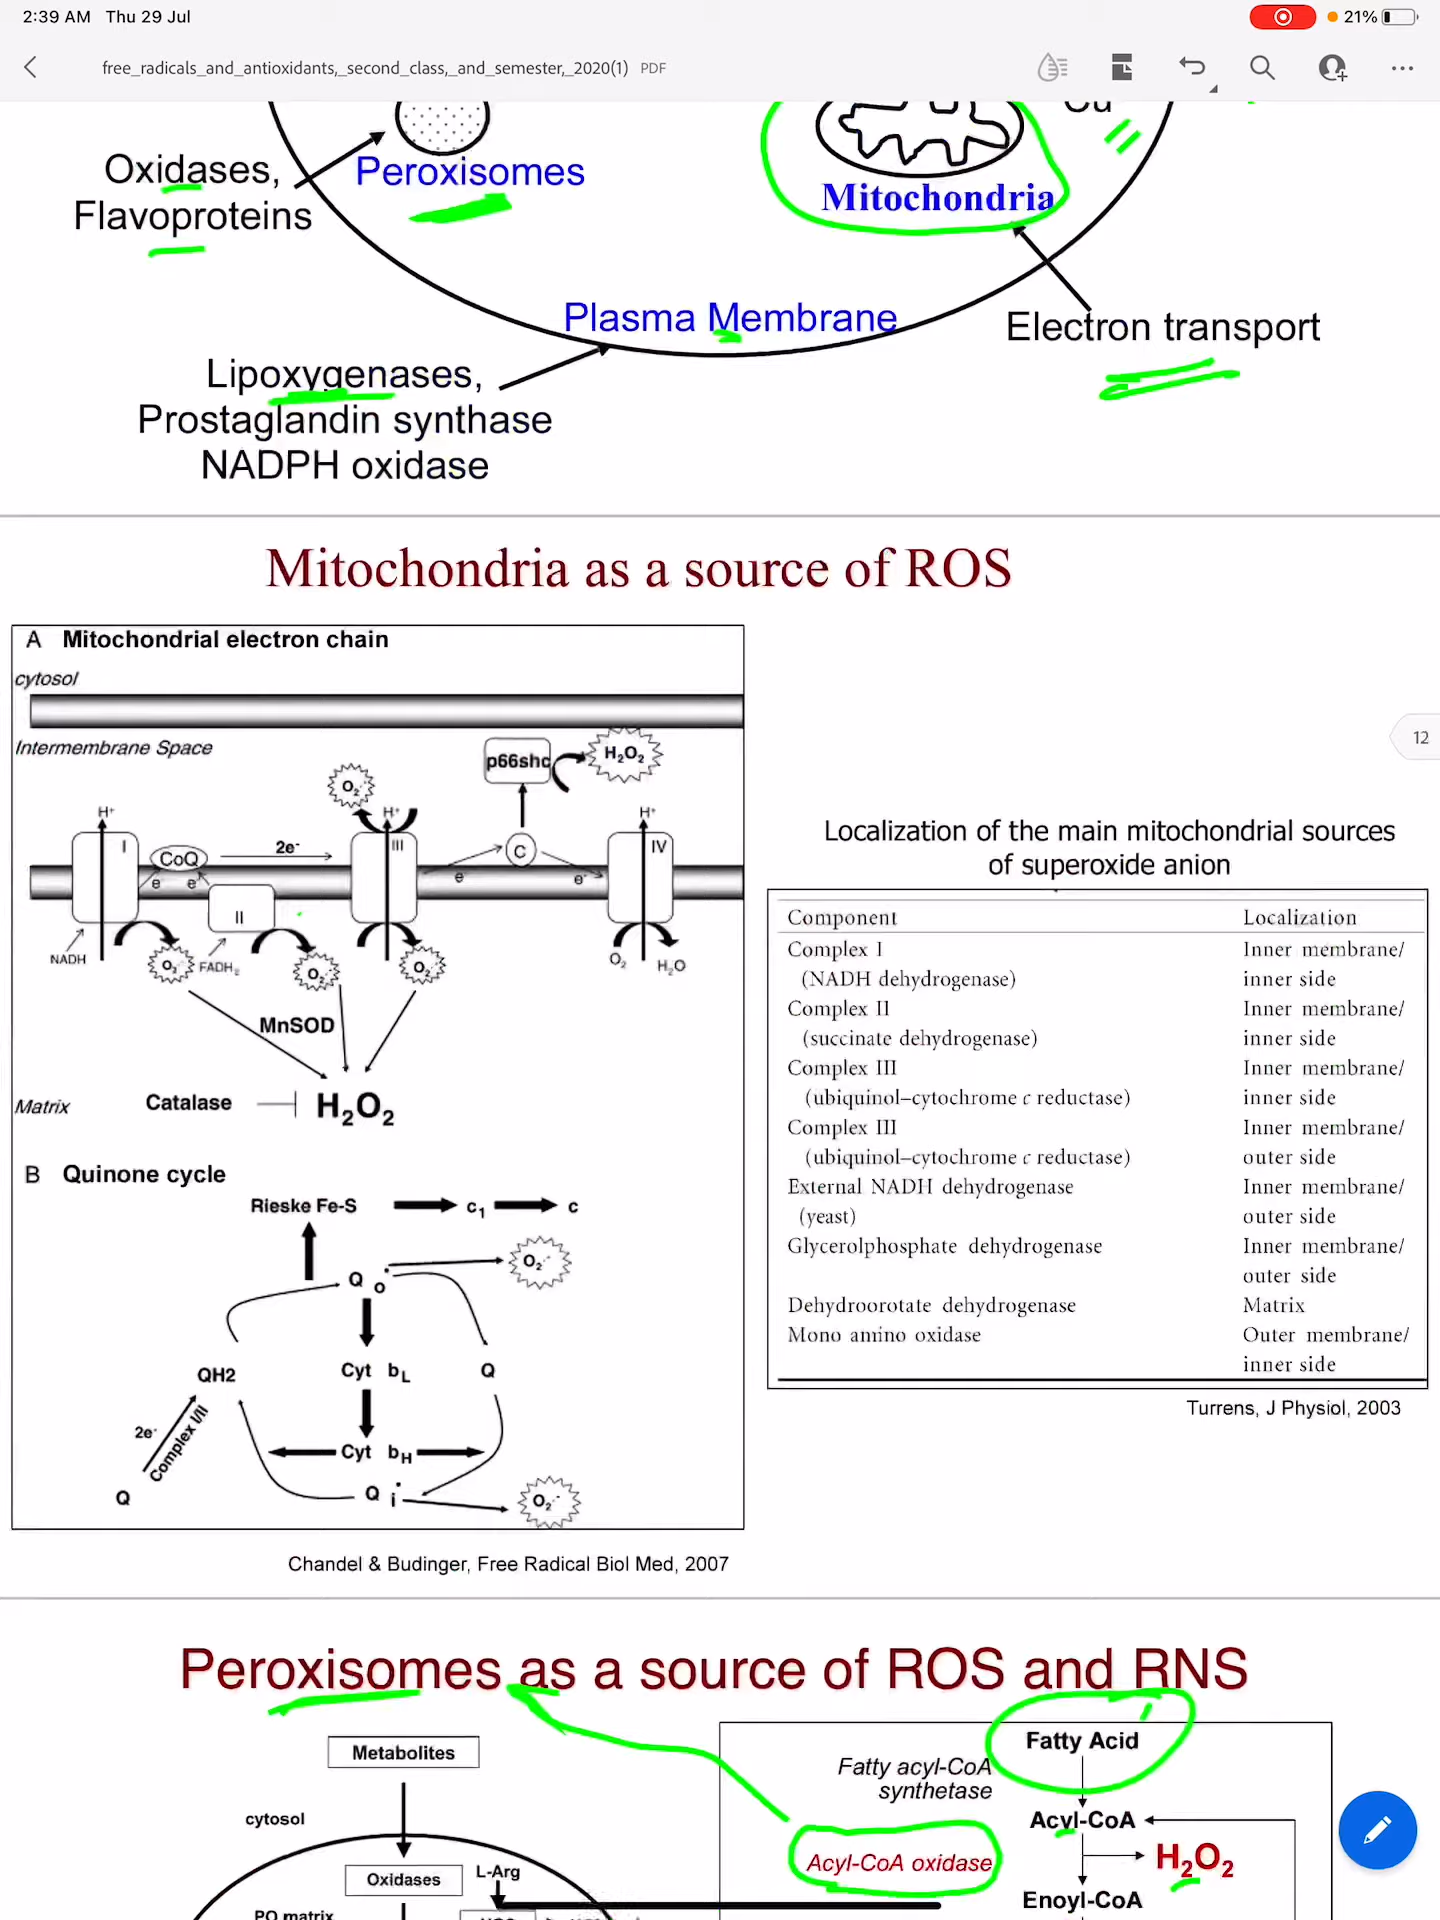 2:39 AM Thu 29 Jul
21%
free_radicals_and_antioxidants,_second_class,_and_semester,_2020(1) PDF
Cu
Oxidases,
Flavoproteins
Peroxisomes
Mitochondria
Plasma Membrane
Electron transport
Lipoxygenases,
Prostaglandin synthase
NADPH oxidase
Mitochondria as a source of ROS
A Mitochondrial electron chain
cytosol
Intermembrane Space
p66shc
H₂O₂
O₂·⁻
H⁺
H⁺
H⁺
I
CoQ
2e⁻
III
C
IV
e⁻
e⁻
e⁻
e⁻
II
NADH
O₂·⁻
FADH₂
O₂·⁻
O₂·⁻
O₂
H₂O
MnSOD
Matrix
Catalase
H₂O₂
12
Localization of the main mitochondrial sources
of superoxide anion
Component Localization
Complex I Inner membrane/
(NADH dehydrogenase) inner side
Complex II Inner membrane/
(succinate dehydrogenase) inner side
Complex III Inner membrane/
(ubiquinol–cytochrome c reductase) inner side
Complex III Inner membrane/
(ubiquinol–cytochrome c reductase) outer side
External NADH dehydrogenase Inner membrane/
(yeast) outer side
Glycerolphosphate dehydrogenase Inner membrane/
outer side
Dehydroorotate dehydrogenase Matrix
Mono amino oxidase Outer membrane/
inner side
Turrens, J Physiol, 2003
B Quinone cycle
Rieske Fe-S c₁ c
O₂·⁻
Q o·
QH2
Cyt bL
Q
2e⁻
Complex I/II
Cyt bH
Q
Q i·
O₂·⁻
Chandel & Budinger, Free Radical Biol Med, 2007
Peroxisomes as a source of ROS and RNS
Metabolites
cytosol
Oxidases
L-Arg
PO matrix
Fatty Acid
Fatty acyl-CoA
synthetase
Acyl-CoA
Acyl-CoA oxidase
H₂O₂
Enoyl-CoA